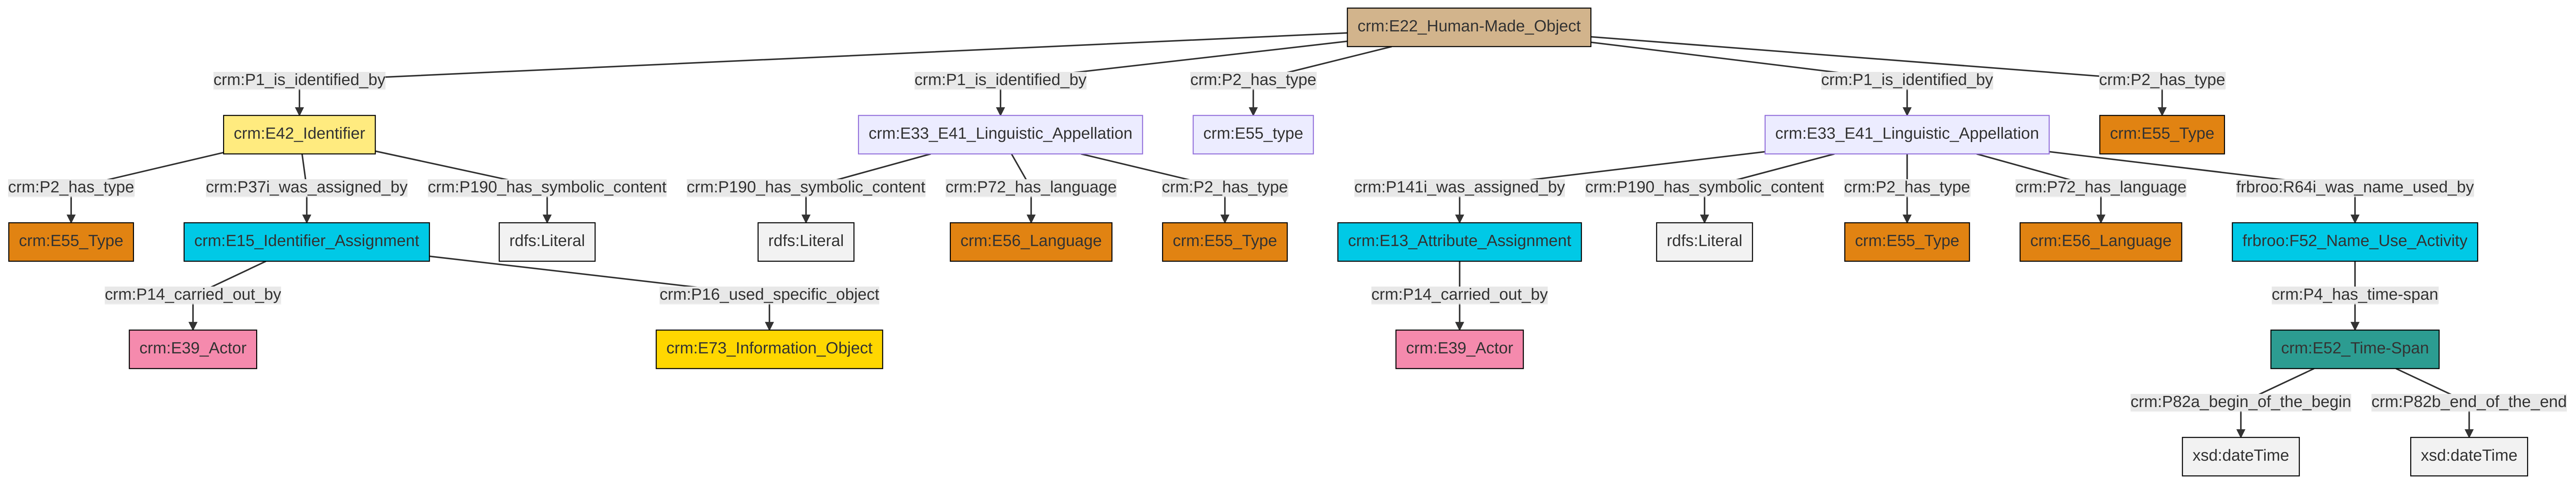 crm:E22_Human-Made_Object
crm:P1_is_identified_by
crm:P1_is_identified_by
crm:P2_has_type
crm:P1_is_identified_by
crm:P2_has_type
crm:E42_Identifier
crm:E33_E41_Linguistic_Appellation
crm:E55_type
crm:E33_E41_Linguistic_Appellation
crm:E55_Type
crm:P2_has_type
crm:P37i_was_assigned_by
crm:P190_has_symbolic_content
crm:P190_has_symbolic_content
crm:P72_has_language
crm:P2_has_type
crm:P141i_was_assigned_by
crm:P190_has_symbolic_content
crm:P2_has_type
crm:P72_has_language
frbroo:R64i_was_name_used_by
crm:E55_Type
crm:E15_Identifier_Assignment
rdfs:Literal
rdfs:Literal
crm:E56_Language
crm:E55_Type
crm:E13_Attribute_Assignment
rdfs:Literal
crm:E55_Type
crm:E56_Language
frbroo:F52_Name_Use_Activity
crm:P14_carried_out_by
crm:P16_used_specific_object
crm:P14_carried_out_by
crm:P4_has_time-span
crm:E39_Actor
crm:E73_Information_Object
crm:E39_Actor
crm:E52_Time-Span
crm:P82a_begin_of_the_begin
crm:P82b_end_of_the_end
xsd:dateTime
xsd:dateTime